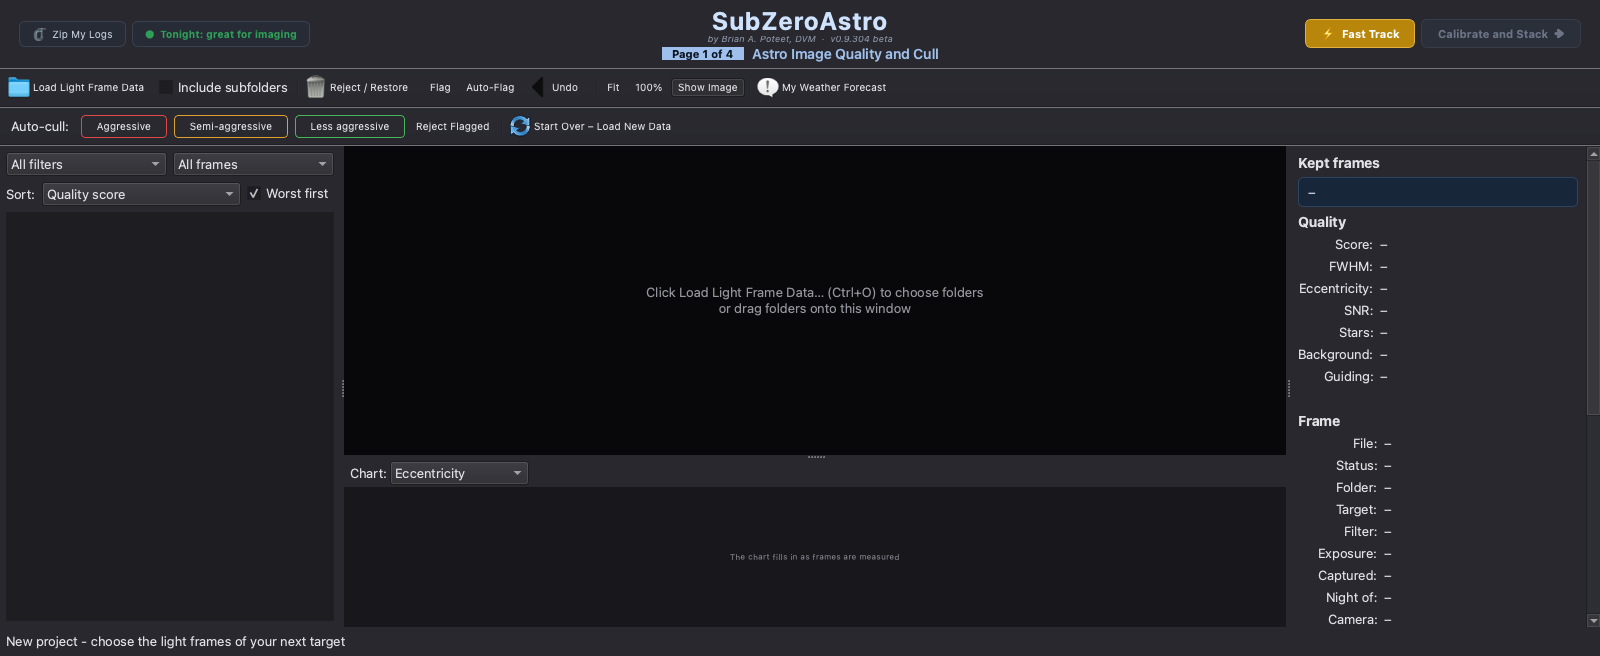 Zip My Logs
Tonight: great for imaging
SubZeroAstro
by Brian A. Poteet, DVM · v0.9.304 beta
Page 1 of 4 Astro Image Quality and Cull
Fast Track
Calibrate and Stack
Load Light Frame Data Include subfolders Reject / Restore Flag Auto-Flag Undo Fit 100% Show Image My Weather Forecast
Auto-cull: Aggressive Semi-aggressive Less aggressive Reject Flagged Start Over – Load New Data
All filters All frames
Sort: Quality score Worst first
Click Load Light Frame Data... (Ctrl+O) to choose folders
or drag folders onto this window
Chart: Eccentricity
The chart fills in as frames are measured
Kept frames
–
Quality
Score: –
FWHM: –
Eccentricity: –
SNR: –
Stars: –
Background: –
Guiding: –
Frame
File: –
Status: –
Folder: –
Target: –
Filter: –
Exposure: –
Captured: –
Night of: –
Camera: –
New project - choose the light frames of your next target